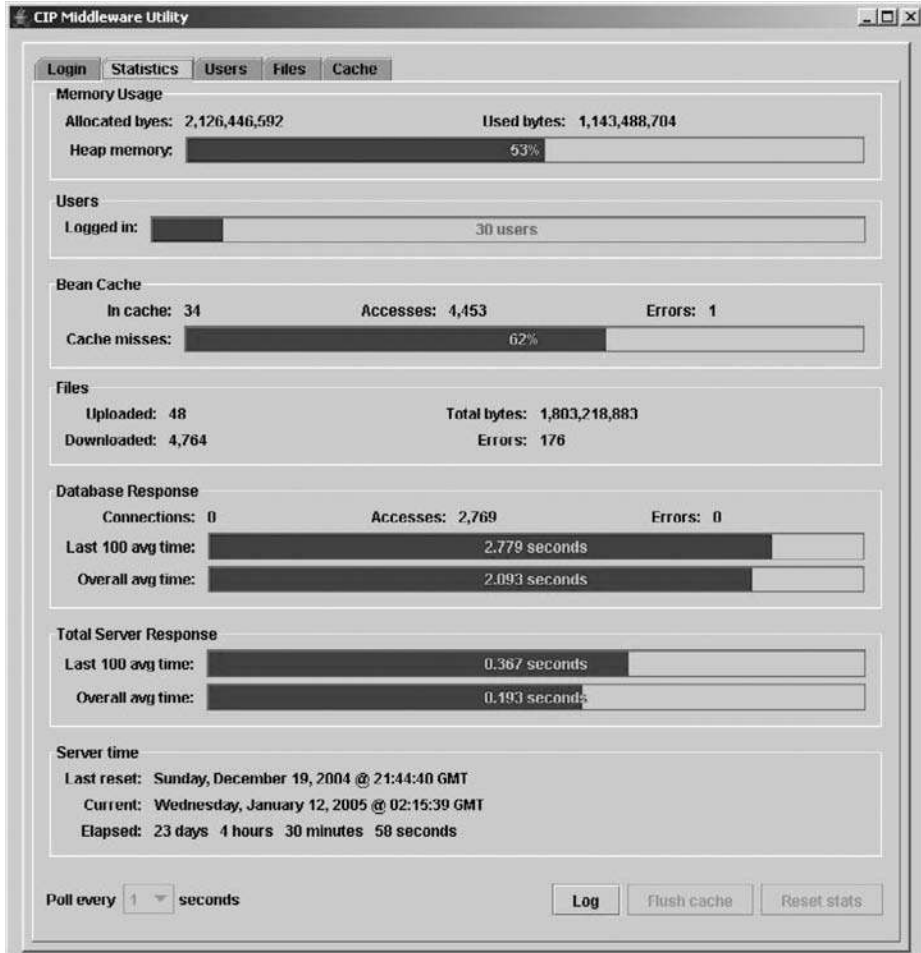 CIP Middleware Utility
Login Statistics Users Files Cache
Memory Usage
Allocated byes: 2,126,446,592 Used bytes: 1,143,488,704
Heap memory: 53%
Users
Logged in: 30 users
Bean Cache
In cache: 34 Accesses: 4,453 Errors: 1
Cache misses: 62%
Files
Uploaded: 48 Total bytes: 1,803,218,883
Downloaded: 4,764 Errors: 176
Database Response
Connections: 0 Accesses: 2,769 Errors: 0
Last 100 avg time: 2.779 seconds
Overall avg time: 2.093 seconds
Total Server Response
Last 100 avg time: 0.367 seconds
Overall avg time: 0.193 seconds
Server time
Last reset: Sunday, December 19, 2004 @ 21:44:40 GMT
Current: Wednesday, January 12, 2005 @ 02:15:39 GMT
Elapsed: 23 days 4 hours 30 minutes 58 seconds
Poll every 1 seconds Log Flush cache Reset stats